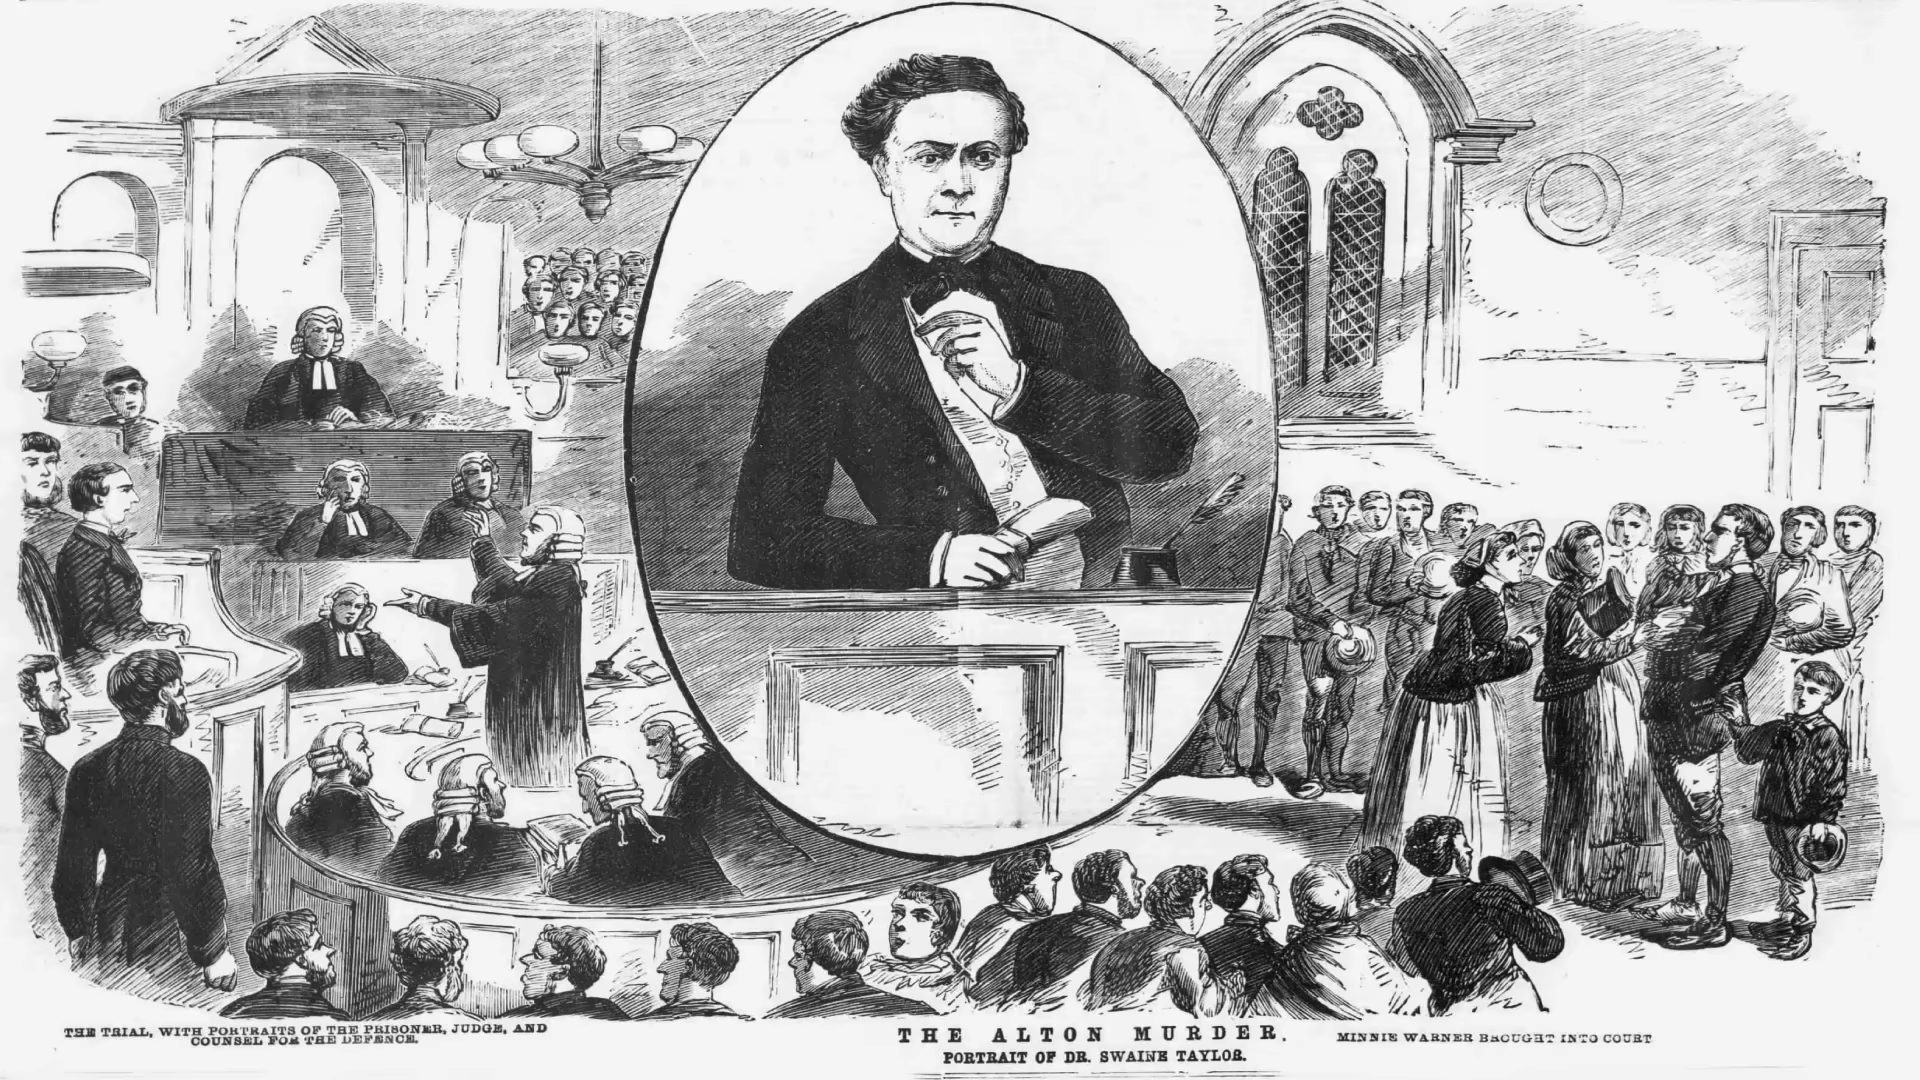 THE TRIAL, WITH PORTRAITS OF THE PRISONER, JUDGE, AND
COUNSEL FOR THE DEFENCE.
THE ALTON MURDER.
PORTRAIT OF DR. SWAINE TAYLOR.
MINNIE WARNER BROUGHT INTO COURT